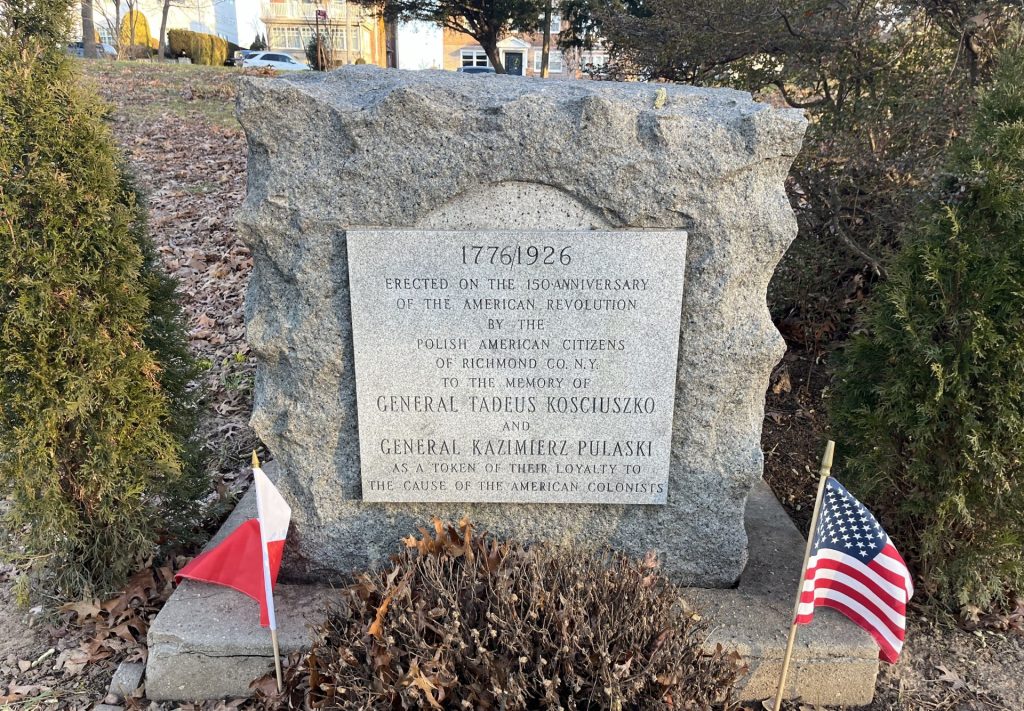 1776/1926
ERECTED ON THE 150·ANNIVERSARY
OF THE AMERICAN REVOLUTION
BY THE
POLISH AMERICAN CITIZENS
OF RICHMOND CO. N.Y.
TO THE MEMORY OF
GENERAL TADEUS KOSCIUSZKO
AND
GENERAL KAZIMIERZ PULASKI
AS A TOKEN OF THEIR LOYALTY TO
THE CAUSE OF THE AMERICAN COLONISTS